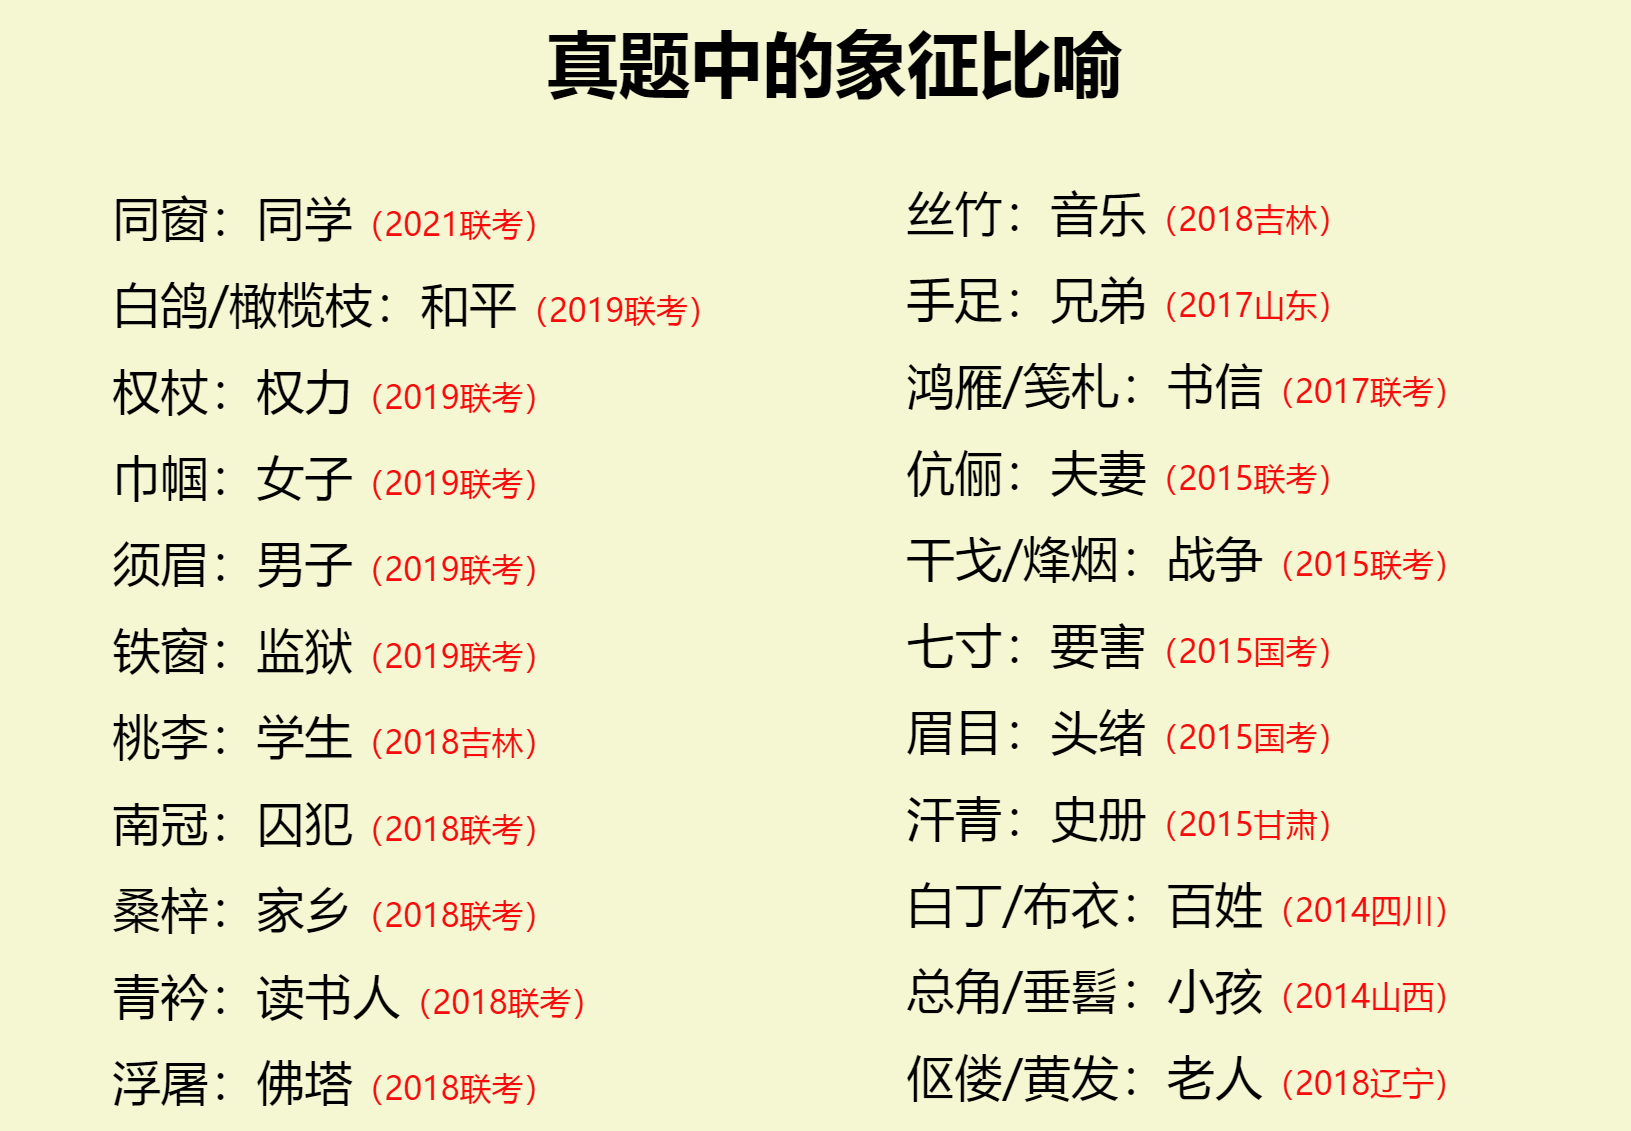 真题中的象征比喻
同窗：同学（2021联考）
白鸽/橄榄枝：和平（2019联考）
权杖：权力（2019联考）
巾帼：女子（2019联考）
须眉：男子（2019联考）
铁窗：监狱（2019联考）
桃李：学生（2018吉林）
南冠：囚犯（2018联考）
桑梓：家乡（2018联考）
青衿：读书人（2018联考）
浮屠：佛塔（2018联考）
丝竹：音乐（2018吉林）
手足：兄弟（2017山东）
鸿雁/笺札：书信（2017联考）
伉俪：夫妻（2015联考）
干戈/烽烟：战争（2015联考）
七寸：要害（2015国考）
眉目：头绪（2015国考）
汗青：史册（2015甘肃）
白丁/布衣：百姓（2014四川）
总角/垂髫：小孩（2014山西）
伛偻/黄发：老人（2018辽宁）